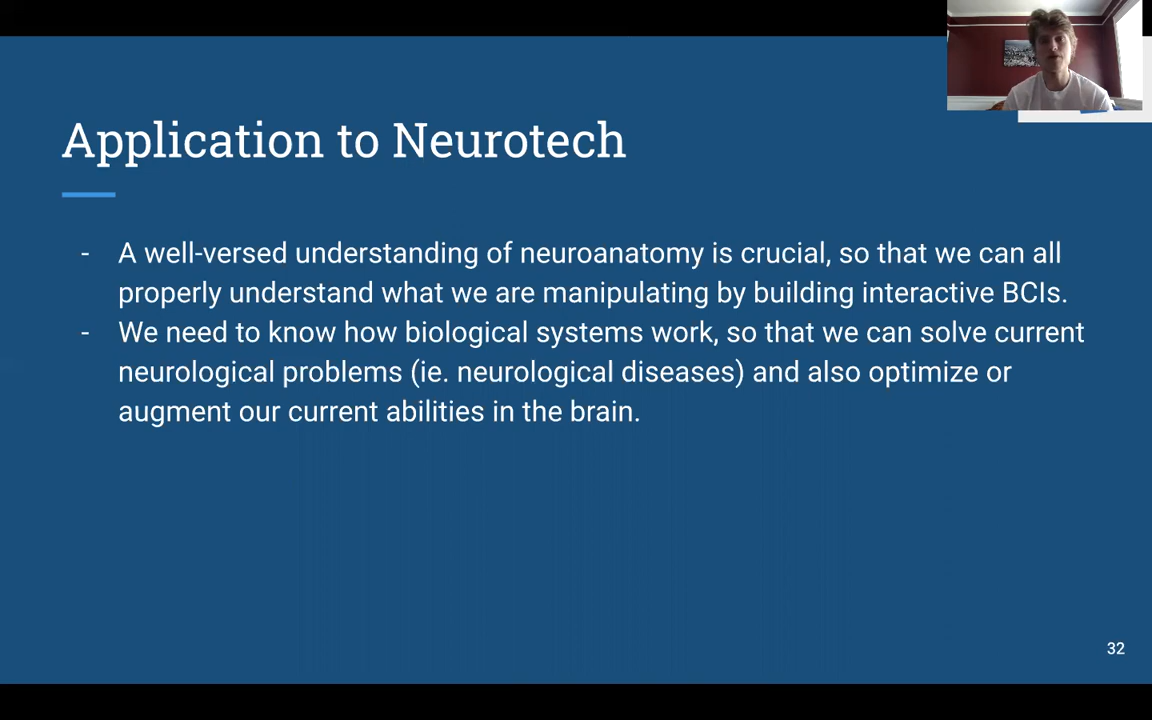 Application to Neurotech
- A well-versed understanding of neuroanatomy is crucial, so that we can all
properly understand what we are manipulating by building interactive BCIs.
- We need to know how biological systems work, so that we can solve current
neurological problems (ie. neurological diseases) and also optimize or
augment our current abilities in the brain.
32